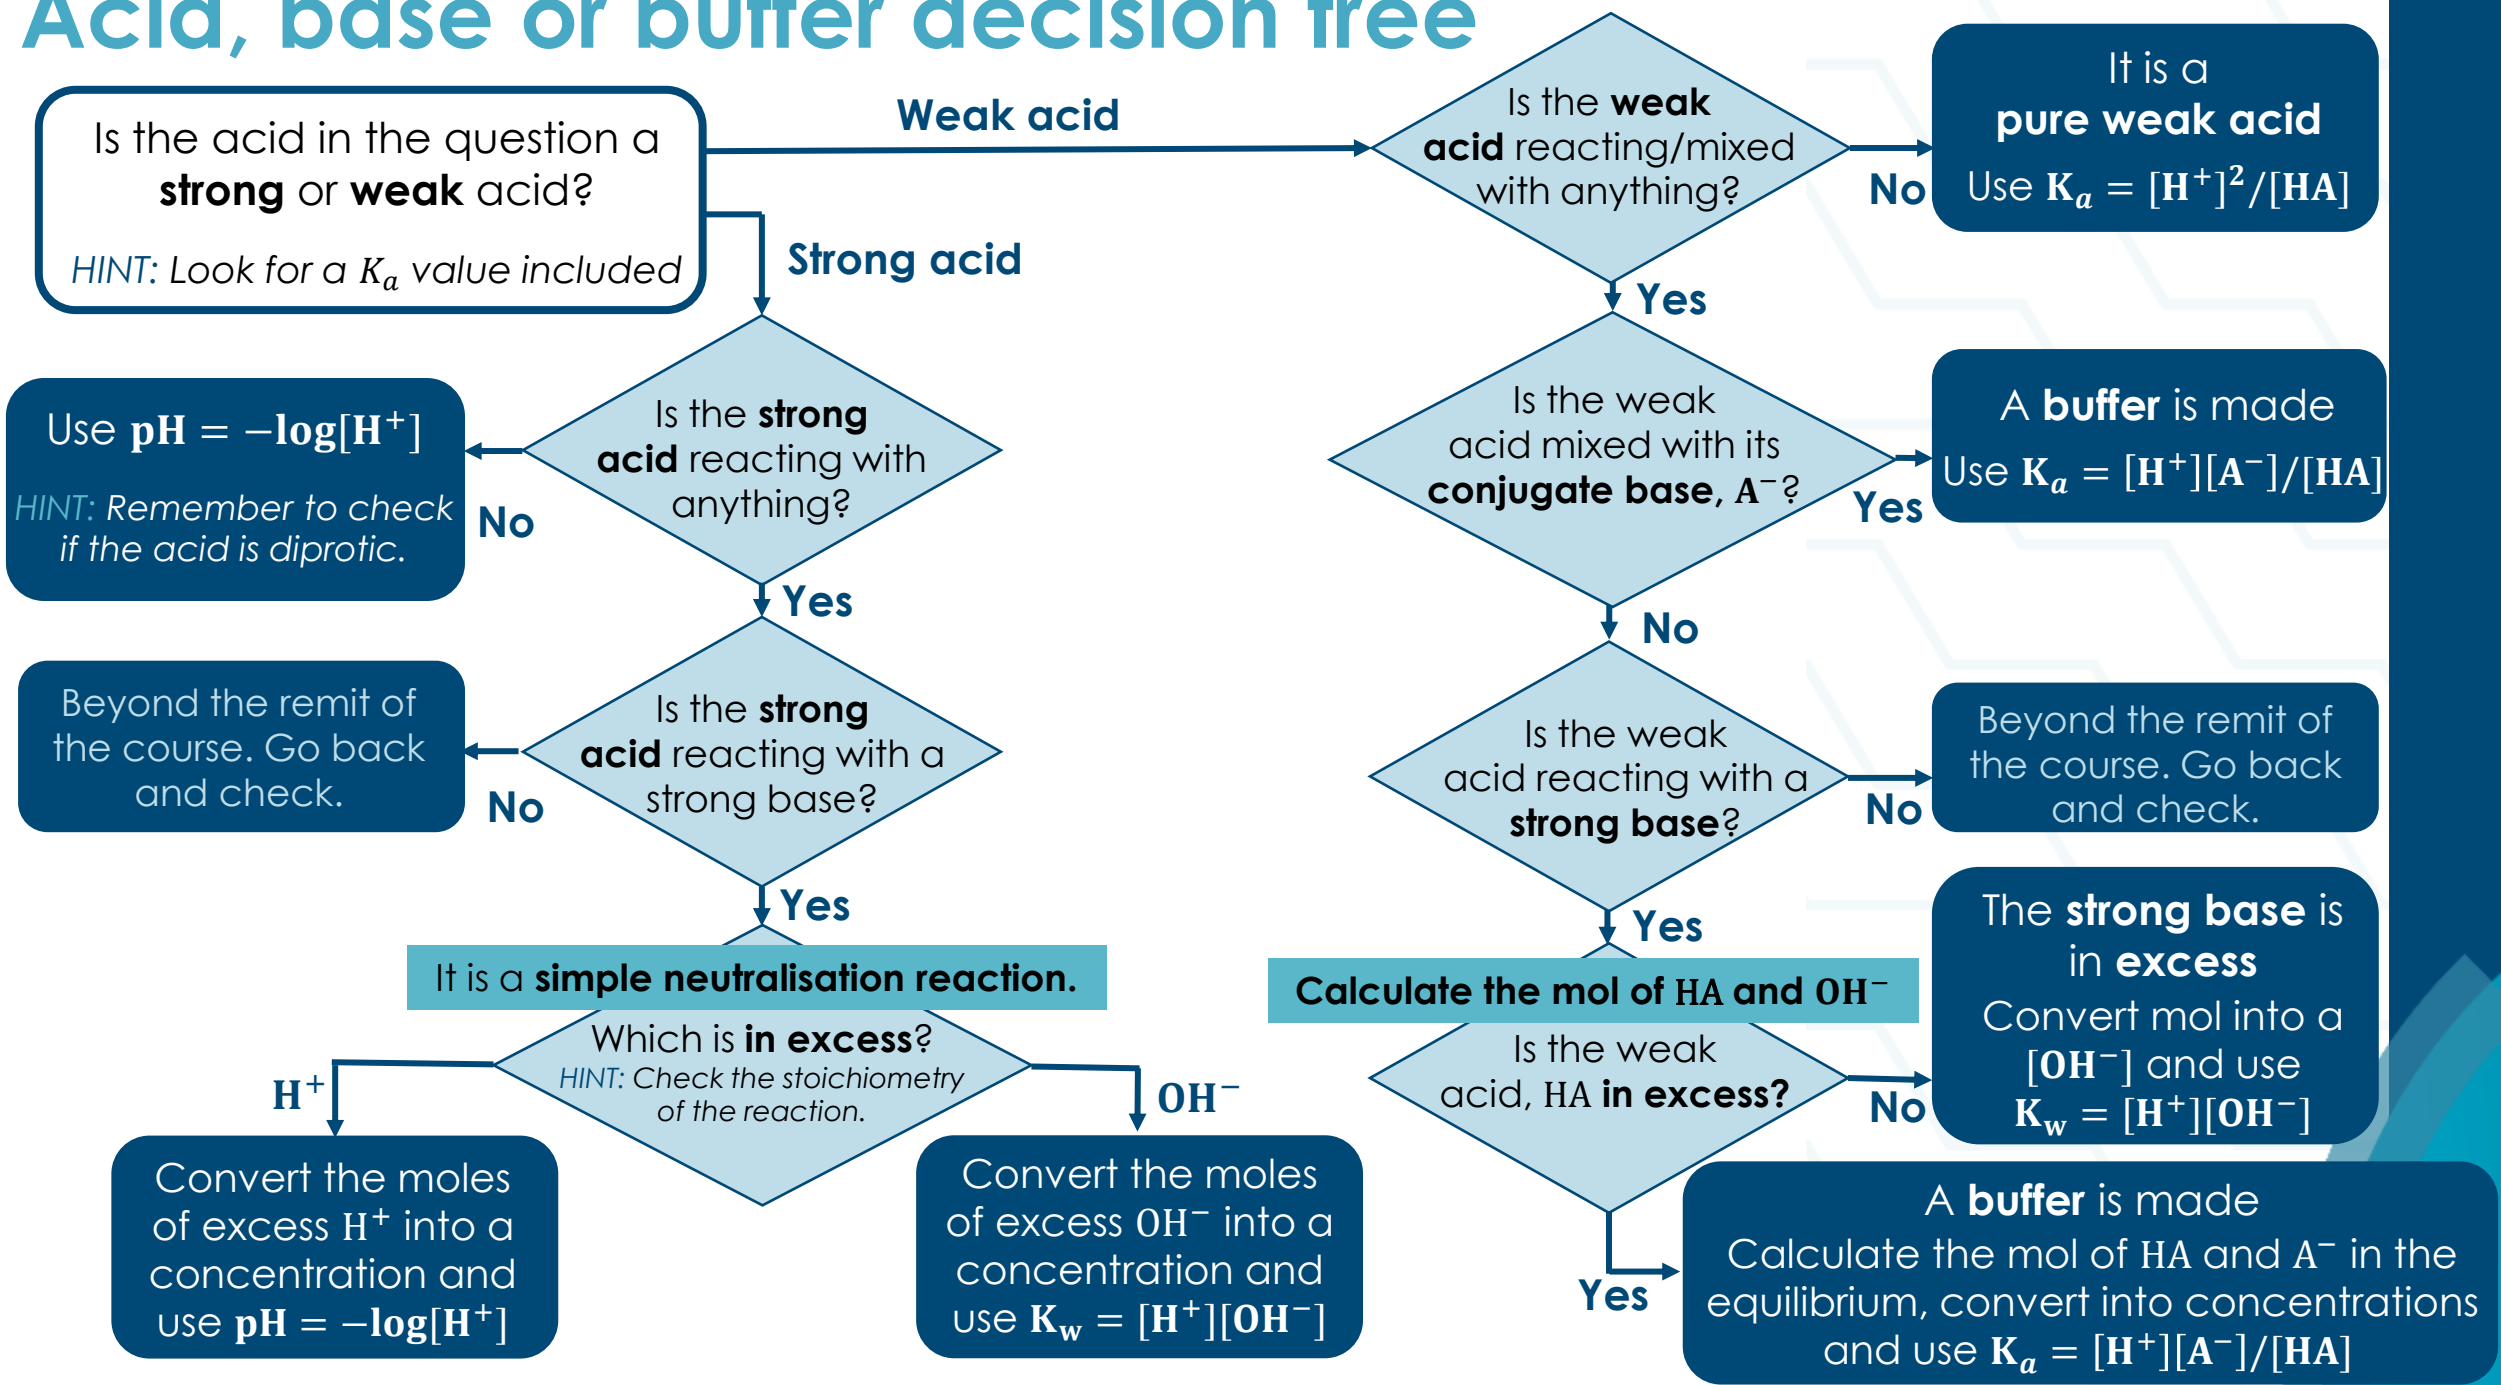 Acid, base or buffer decision tree
Is the acid in the question a
strong or weak acid?
HINT: Look for a Kₐ value included
Weak acid
Strong acid
Is the weak
acid reacting/mixed
with anything?
No
It is a
pure weak acid
Use Kₐ = [H⁺]²/[HA]
Yes
Is the weak
acid mixed with its
conjugate base, A⁻?
Yes
A buffer is made
Use Kₐ = [H⁺][A⁻]/[HA]
No
Is the weak
acid reacting with a
strong base?
No
Beyond the remit of
the course. Go back
and check.
Yes
Calculate the mol of HA and OH⁻
Is the weak
acid, HA in excess?
No
The strong base is
in excess
Convert mol into a
[OH⁻] and use
K_w = [H⁺][OH⁻]
Yes
A buffer is made
Calculate the mol of HA and A⁻ in the
equilibrium, convert into concentrations
and use Kₐ = [H⁺][A⁻]/[HA]
Is the strong
acid reacting with
anything?
No
Use pH = −log[H⁺]
HINT: Remember to check
if the acid is diprotic.
Yes
Is the strong
acid reacting with a
strong base?
No
Beyond the remit of
the course. Go back
and check.
Yes
It is a simple neutralisation reaction.
Which is in excess?
HINT: Check the stoichiometry
of the reaction.
H⁺
Convert the moles
of excess H⁺ into a
concentration and
use pH = −log[H⁺]
OH⁻
Convert the moles
of excess OH⁻ into a
concentration and
use K_w = [H⁺][OH⁻]